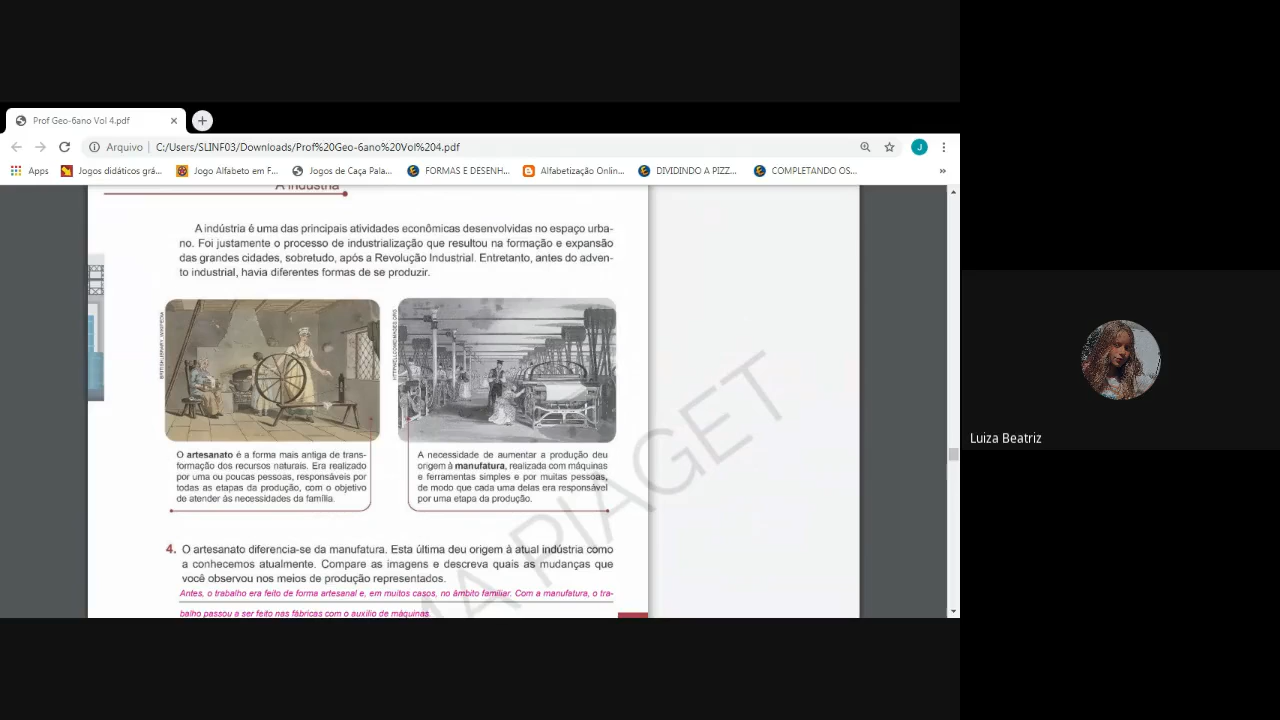 Prof Geo-6ano Vol 4.pdf
Arquivo C:/Users/SLINF03/Downloads/Prof%20Geo-6ano%20Vol%204.pdf
J
Apps Jogos didáticos grá... Jogo Alfabeto em F... Jogos de Caça Pala... FORMAS E DESENH... Alfabetização Onlin... DIVIDINDO A PIZZ... COMPLETANDO OS... »
A indústria
A indústria é uma das principais atividades econômicas desenvolvidas no espaço urba-
no. Foi justamente o processo de industrialização que resultou na formação e expansão
das grandes cidades, sobretudo, após a Revolução Industrial. Entretanto, antes do adven-
to industrial, havia diferentes formas de se produzir.
O artesanato é a forma mais antiga de trans-
formação dos recursos naturais. Era realizado
por uma ou poucas pessoas, responsáveis por
todas as etapas da produção, com o objetivo
de atender às necessidades da família.
A necessidade de aumentar a produção deu
origem à manufatura, realizada com máquinas
e ferramentas simples e por muitas pessoas,
de modo que cada uma delas era responsável
por uma etapa da produção.
4. O artesanato diferencia-se da manufatura. Esta última deu origem à atual indústria como
a conhecemos atualmente. Compare as imagens e descreva quais as mudanças que
você observou nos meios de produção representados.
Antes, o trabalho era feito de forma artesanal e, em muitos casos, no âmbito familiar. Com a manufatura, o tra-
balho passou a ser feito nas fábricas com o auxílio de máquinas.
PIAGET
Luiza Beatriz